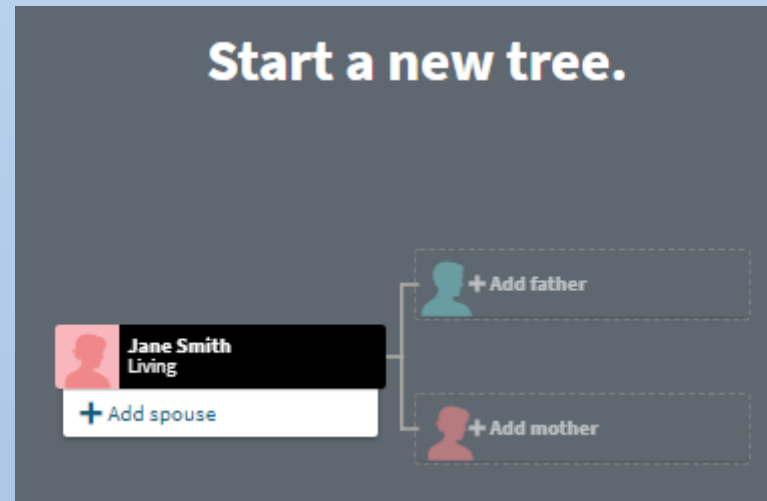 Start a new tree.
+ Add father
Jane Smith
Living
+ Add spouse
+ Add mother